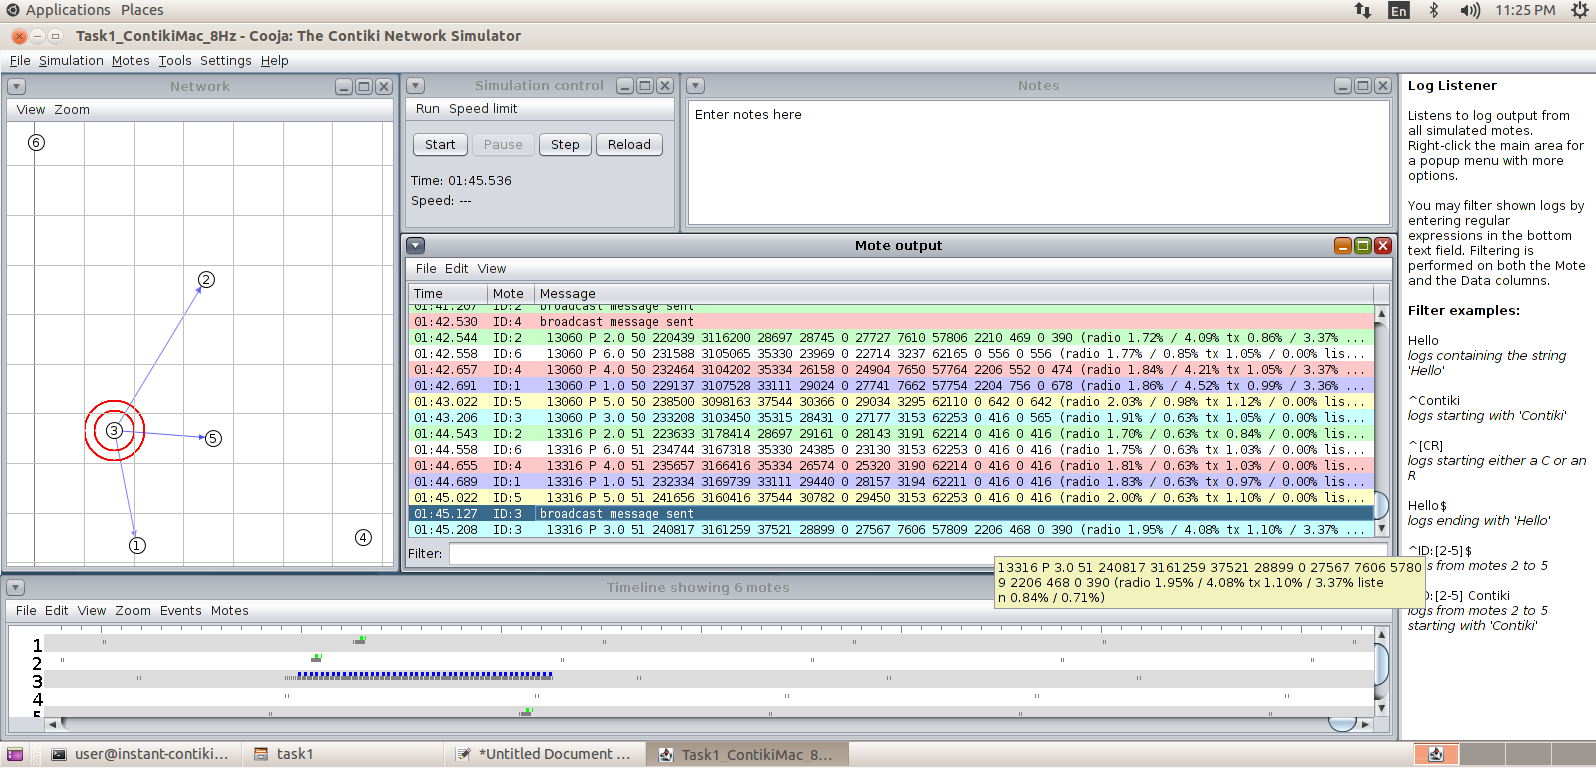 Applications Places
En
11:25 PM
Task1_ContikiMac_8Hz - Cooja: The Contiki Network Simulator
File Simulation Motes Tools Settings Help
Network
View Zoom
6
2
3
5
1
4
Simulation control
Run Speed limit
Start Pause Step Reload
Time: 01:45.536
Speed: ---
Notes
Enter notes here
Mote output
File Edit View
Time Mote Message
01:41.207 ID:2 broadcast message sent
01:42.530 ID:4 broadcast message sent
01:42.544 ID:2 13060 P 2.0 50 220439 3116200 28697 28745 0 27727 7610 57806 2210 469 0 390 (radio 1.72% / 4.09% tx 0.86% / 3.37% ...
01:42.558 ID:6 13060 P 6.0 50 231588 3105065 35330 23969 0 22714 3237 62165 0 556 0 556 (radio 1.77% / 0.85% tx 1.05% / 0.00% lis...
01:42.657 ID:4 13060 P 4.0 50 232464 3104202 35334 26158 0 24904 7650 57764 2206 552 0 474 (radio 1.84% / 4.21% tx 1.05% / 3.37% ...
01:42.691 ID:1 13060 P 1.0 50 229137 3107528 33111 29024 0 27741 7662 57754 2204 756 0 678 (radio 1.86% / 4.52% tx 0.99% / 3.36% ...
01:43.022 ID:5 13060 P 5.0 50 238500 3098163 37544 30366 0 29034 3295 62110 0 642 0 642 (radio 2.03% / 0.98% tx 1.12% / 0.00% lis...
01:43.206 ID:3 13060 P 3.0 50 233208 3103450 35315 28431 0 27177 3153 62253 0 416 0 565 (radio 1.91% / 0.63% tx 1.05% / 0.00% lis...
01:44.543 ID:2 13316 P 2.0 51 223633 3178414 28697 29161 0 28143 3191 62214 0 416 0 416 (radio 1.70% / 0.63% tx 0.84% / 0.00% lis...
01:44.558 ID:6 13316 P 6.0 51 234744 3167318 35330 24385 0 23130 3153 62253 0 416 0 416 (radio 1.75% / 0.63% tx 1.03% / 0.00% lis...
01:44.655 ID:4 13316 P 4.0 51 235657 3166416 35334 26574 0 25320 3190 62214 0 416 0 416 (radio 1.81% / 0.63% tx 1.03% / 0.00% lis...
01:44.689 ID:1 13316 P 1.0 51 232334 3169739 33111 29440 0 28157 3194 62211 0 416 0 416 (radio 1.83% / 0.63% tx 0.97% / 0.00% lis...
01:45.022 ID:5 13316 P 5.0 51 241656 3160416 37544 30782 0 29450 3153 62253 0 416 0 416 (radio 2.00% / 0.63% tx 1.10% / 0.00% lis...
01:45.127 ID:3 broadcast message sent
01:45.208 ID:3 13316 P 3.0 51 240817 3161259 37521 28899 0 27567 7606 57809 2206 468 0 390 (radio 1.95% / 4.08% tx 1.10% / 3.37% ...
Filter:
13316 P 3.0 51 240817 3161259 37521 28899 0 27567 7606 5780
9 2206 468 0 390 (radio 1.95% / 4.08% tx 1.10% / 3.37% liste
n 0.84% / 0.71%)
Log Listener
Listens to log output from
all simulated motes.
Right-click the main area for
a popup menu with more
options.
You may filter shown logs by
entering regular
expressions in the bottom
text field. Filtering is
performed on both the Mote
and the Data columns.
Filter examples:
Hello
logs containing the string
'Hello'
^Contiki
logs starting with 'Contiki'
^[CR]
logs starting either a C or an
R
Hello$
logs ending with 'Hello'
^ID:[2-5]$
from motes 2 to 5
D:[2-5] Contiki
logs from motes 2 to 5
starting with 'Contiki'
Timeline showing 6 motes
File Edit View Zoom Events Motes
1
2
3
4
5
user@instant-contiki...
task1
*Untitled Document ...
Task1_ContikiMac_8...